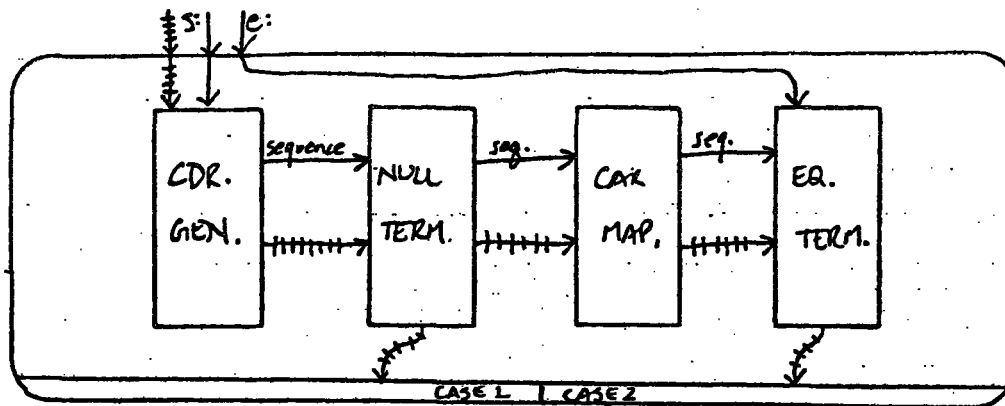 s: e:
sequence
seq.
seq.
CDR.
GEN.
NULL
TERM.
CAR
MAP.
EQ.
TERM.
CASE 1 | CASE 2